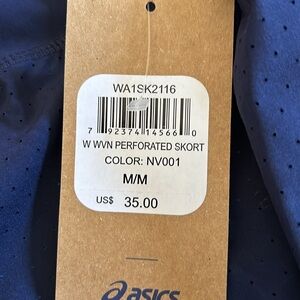 WA1SK2116
7 92374 14566 0
W WVN PERFORATED SKORT
COLOR: NV001
M/M
US$ 35.00
asics